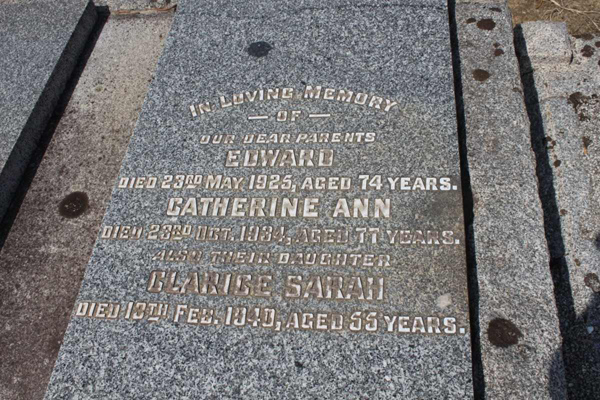 IN LOVING MEMORY
— OF —
OUR DEAR PARENTS
EDWARD
DIED 23RD MAY 1925, AGED 74 YEARS.
CATHERINE ANN
DIED 23RD OCT. 1934, AGED 77 YEARS.
ALSO THEIR DAUGHTER
CLARICE SARAH
DIED 13TH FEB. 1940, AGED 55 YEARS.